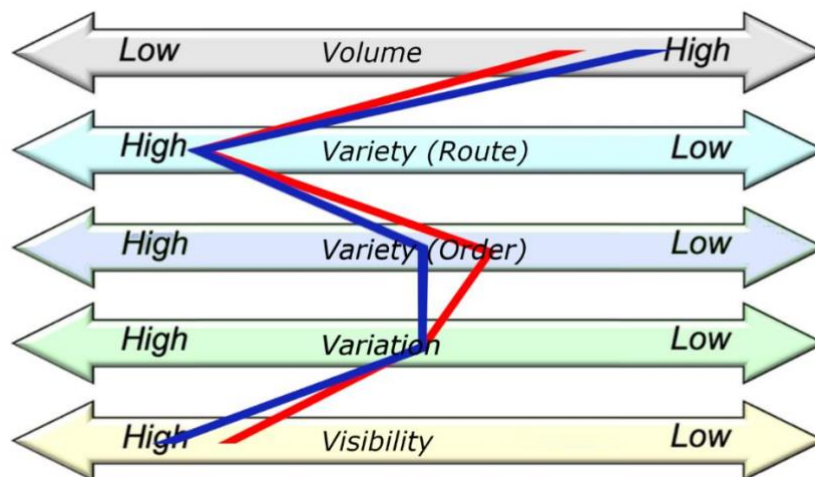 Low Volume High
High Variety (Route) Low
High Variety (Order) Low
High Variation Low
High Visibility Low